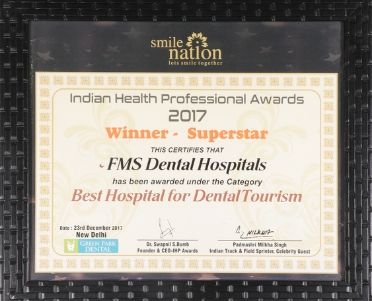 smile
nation
lets smile together
Indian Health Professional Awards
2017
Winner - Superstar
THIS CERTIFIES THAT
FMS Dental Hospitals
has been awarded under the Category
Best Hospital for Dental Tourism
Date : 23rd December 2017
New Delhi
GREEN PARK
DENTAL
Dr. Swapnil S.Bumb
Founder & CEO-IHP Awards
Padmashri Milkha Singh
Indian Track & Field Sprinter, Celebrity Guest